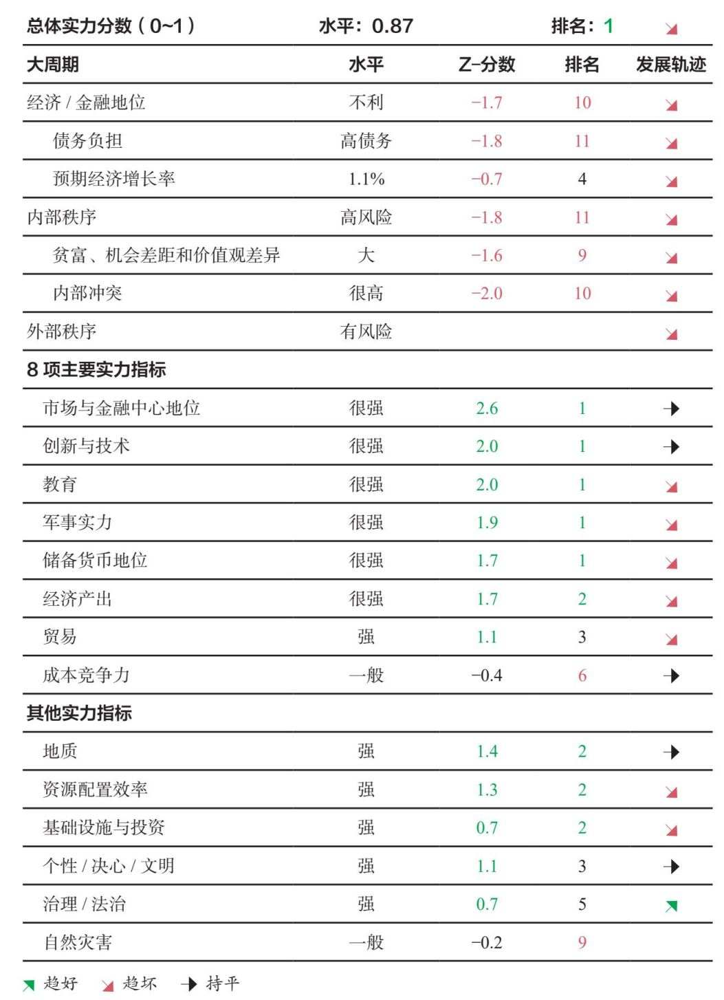 总体实力分数（0~1） 水平：0.87 排名：1
大周期 水平 Z-分数 排名 发展轨迹
经济 / 金融地位 不利 -1.7 10
债务负担 高债务 -1.8 11
预期经济增长率 1.1% -0.7 4
内部秩序 高风险 -1.8 11
贫富、机会差距和价值观差异 大 -1.6 9
内部冲突 很高 -2.0 10
外部秩序 有风险
8 项主要实力指标
市场与金融中心地位 很强 2.6 1
创新与技术 很强 2.0 1
教育 很强 2.0 1
军事实力 很强 1.9 1
储备货币地位 很强 1.7 1
经济产出 很强 1.7 2
贸易 强 1.1 3
成本竞争力 一般 -0.4 6
其他实力指标
地质 强 1.4 2
资源配置效率 强 1.3 2
基础设施与投资 强 0.7 2
个性 / 决心 / 文明 强 1.1 3
治理 / 法治 强 0.7 5
自然灾害 一般 -0.2 9
趋好 趋坏 持平